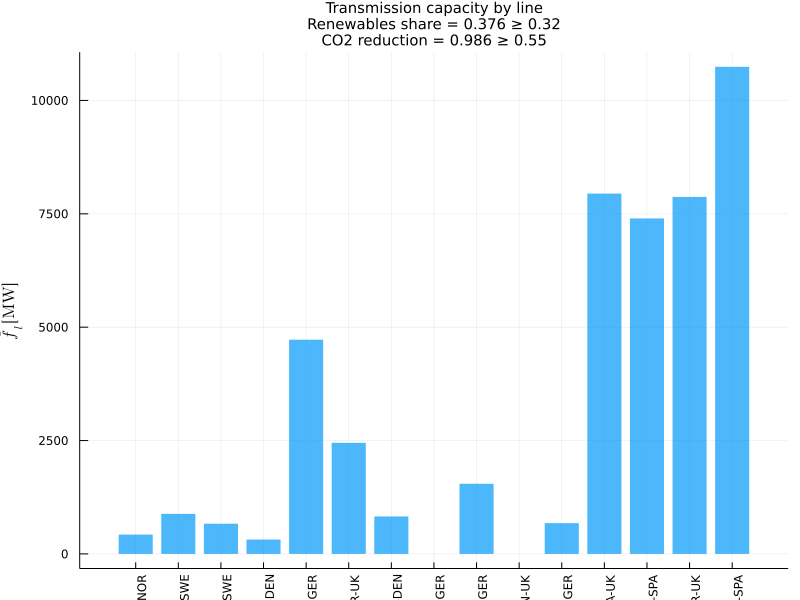 Transmission capacity by line
Renewables share = 0.376 ≥ 0.32
CO2 reduction = 0.986 ≥ 0.55
10000
7500
5000
2500
0
f_l [MW]
NOR
SWE
SWE
DEN
GER
R-UK
DEN
GER
GER
N-UK
GER
A-UK
-SPA
R-UK
-SPA